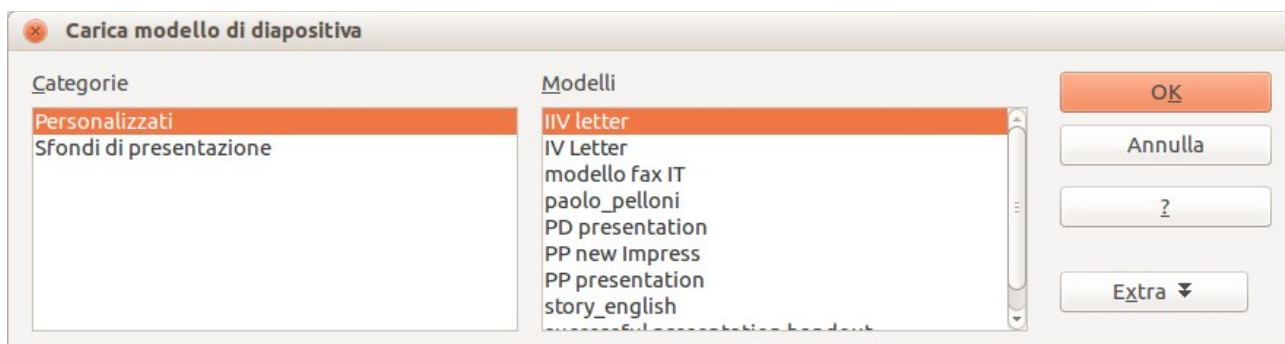 Carica modello di diapositiva
Categorie
Personalizzati
Sfondi di presentazione
Modelli
IIV letter
IV Letter
modello fax IT
paolo_pelloni
PD presentation
PP new Impress
PP presentation
story_english
OK
Annulla
?
Extra